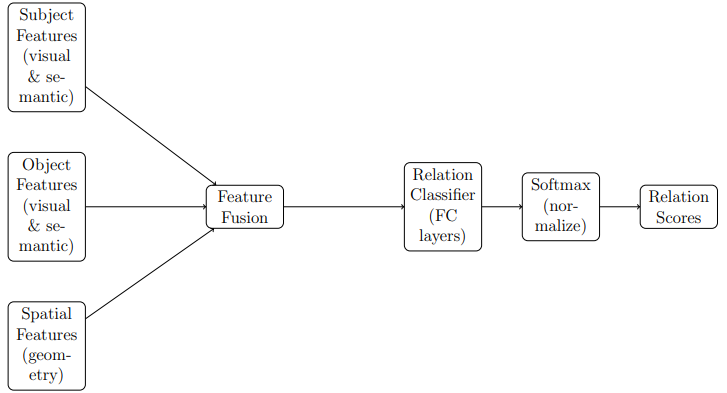 Subject
Features
(visual
& se-
mantic)
Object
Features
(visual
& se-
mantic)
Spatial
Features
(geom-
etry)
Feature
Fusion
Relation
Classifier
(FC
layers)
Softmax
(nor-
malize)
Relation
Scores